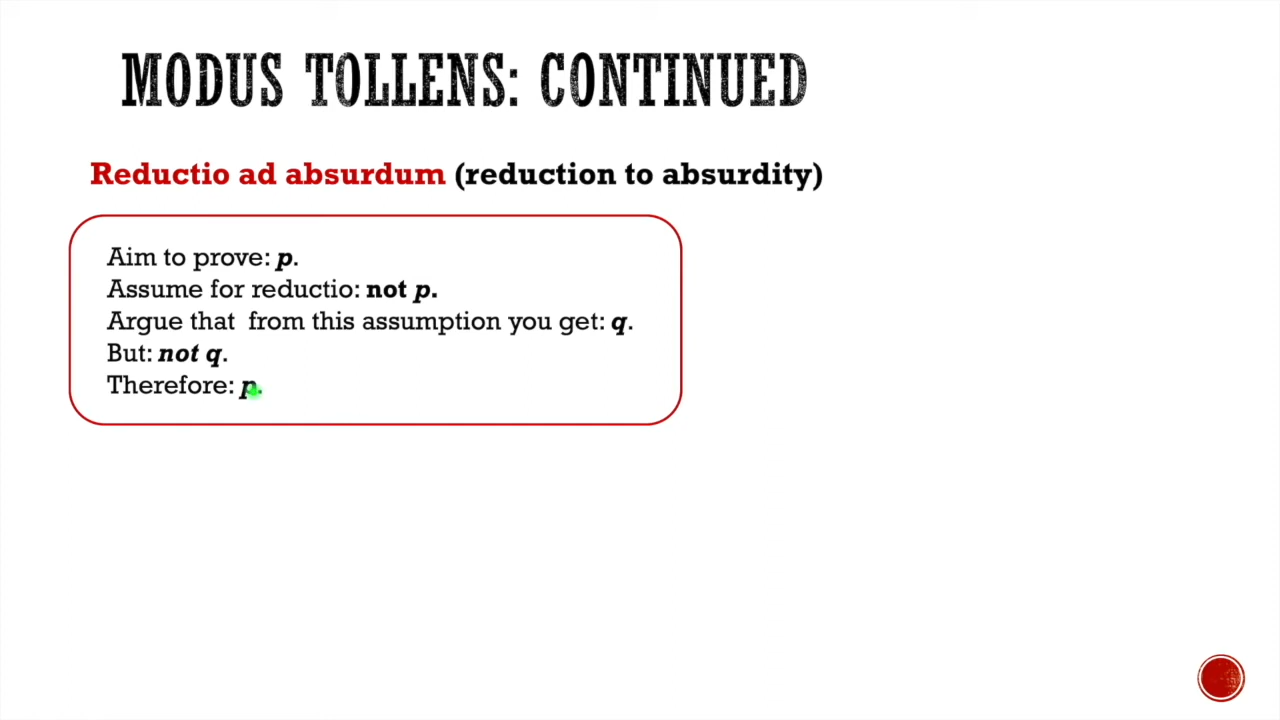 MODUS TOLLENS: CONTINUED
Reductio ad absurdum (reduction to absurdity)
Aim to prove: p.
Assume for reductio: not p.
Argue that  from this assumption you get: q.
But: not q.
Therefore: p.